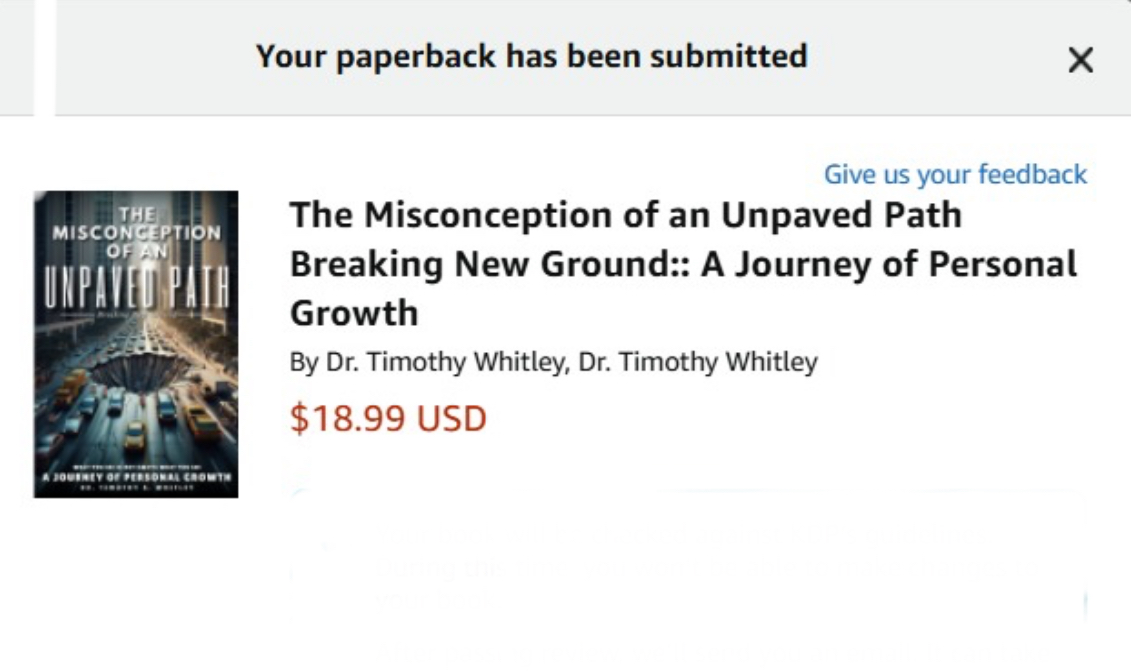 Your paperback has been submitted
Give us your feedback
THE
MISCONCEPTION
OF AN
UNPAVED PATH
A JOURNEY OF PERSONAL GROWTH
DR. TIMOTHY E. WHITLEY
The Misconception of an Unpaved Path
Breaking New Ground:: A Journey of Personal
Growth
By Dr. Timothy Whitley, Dr. Timothy Whitley
$18.99 USD